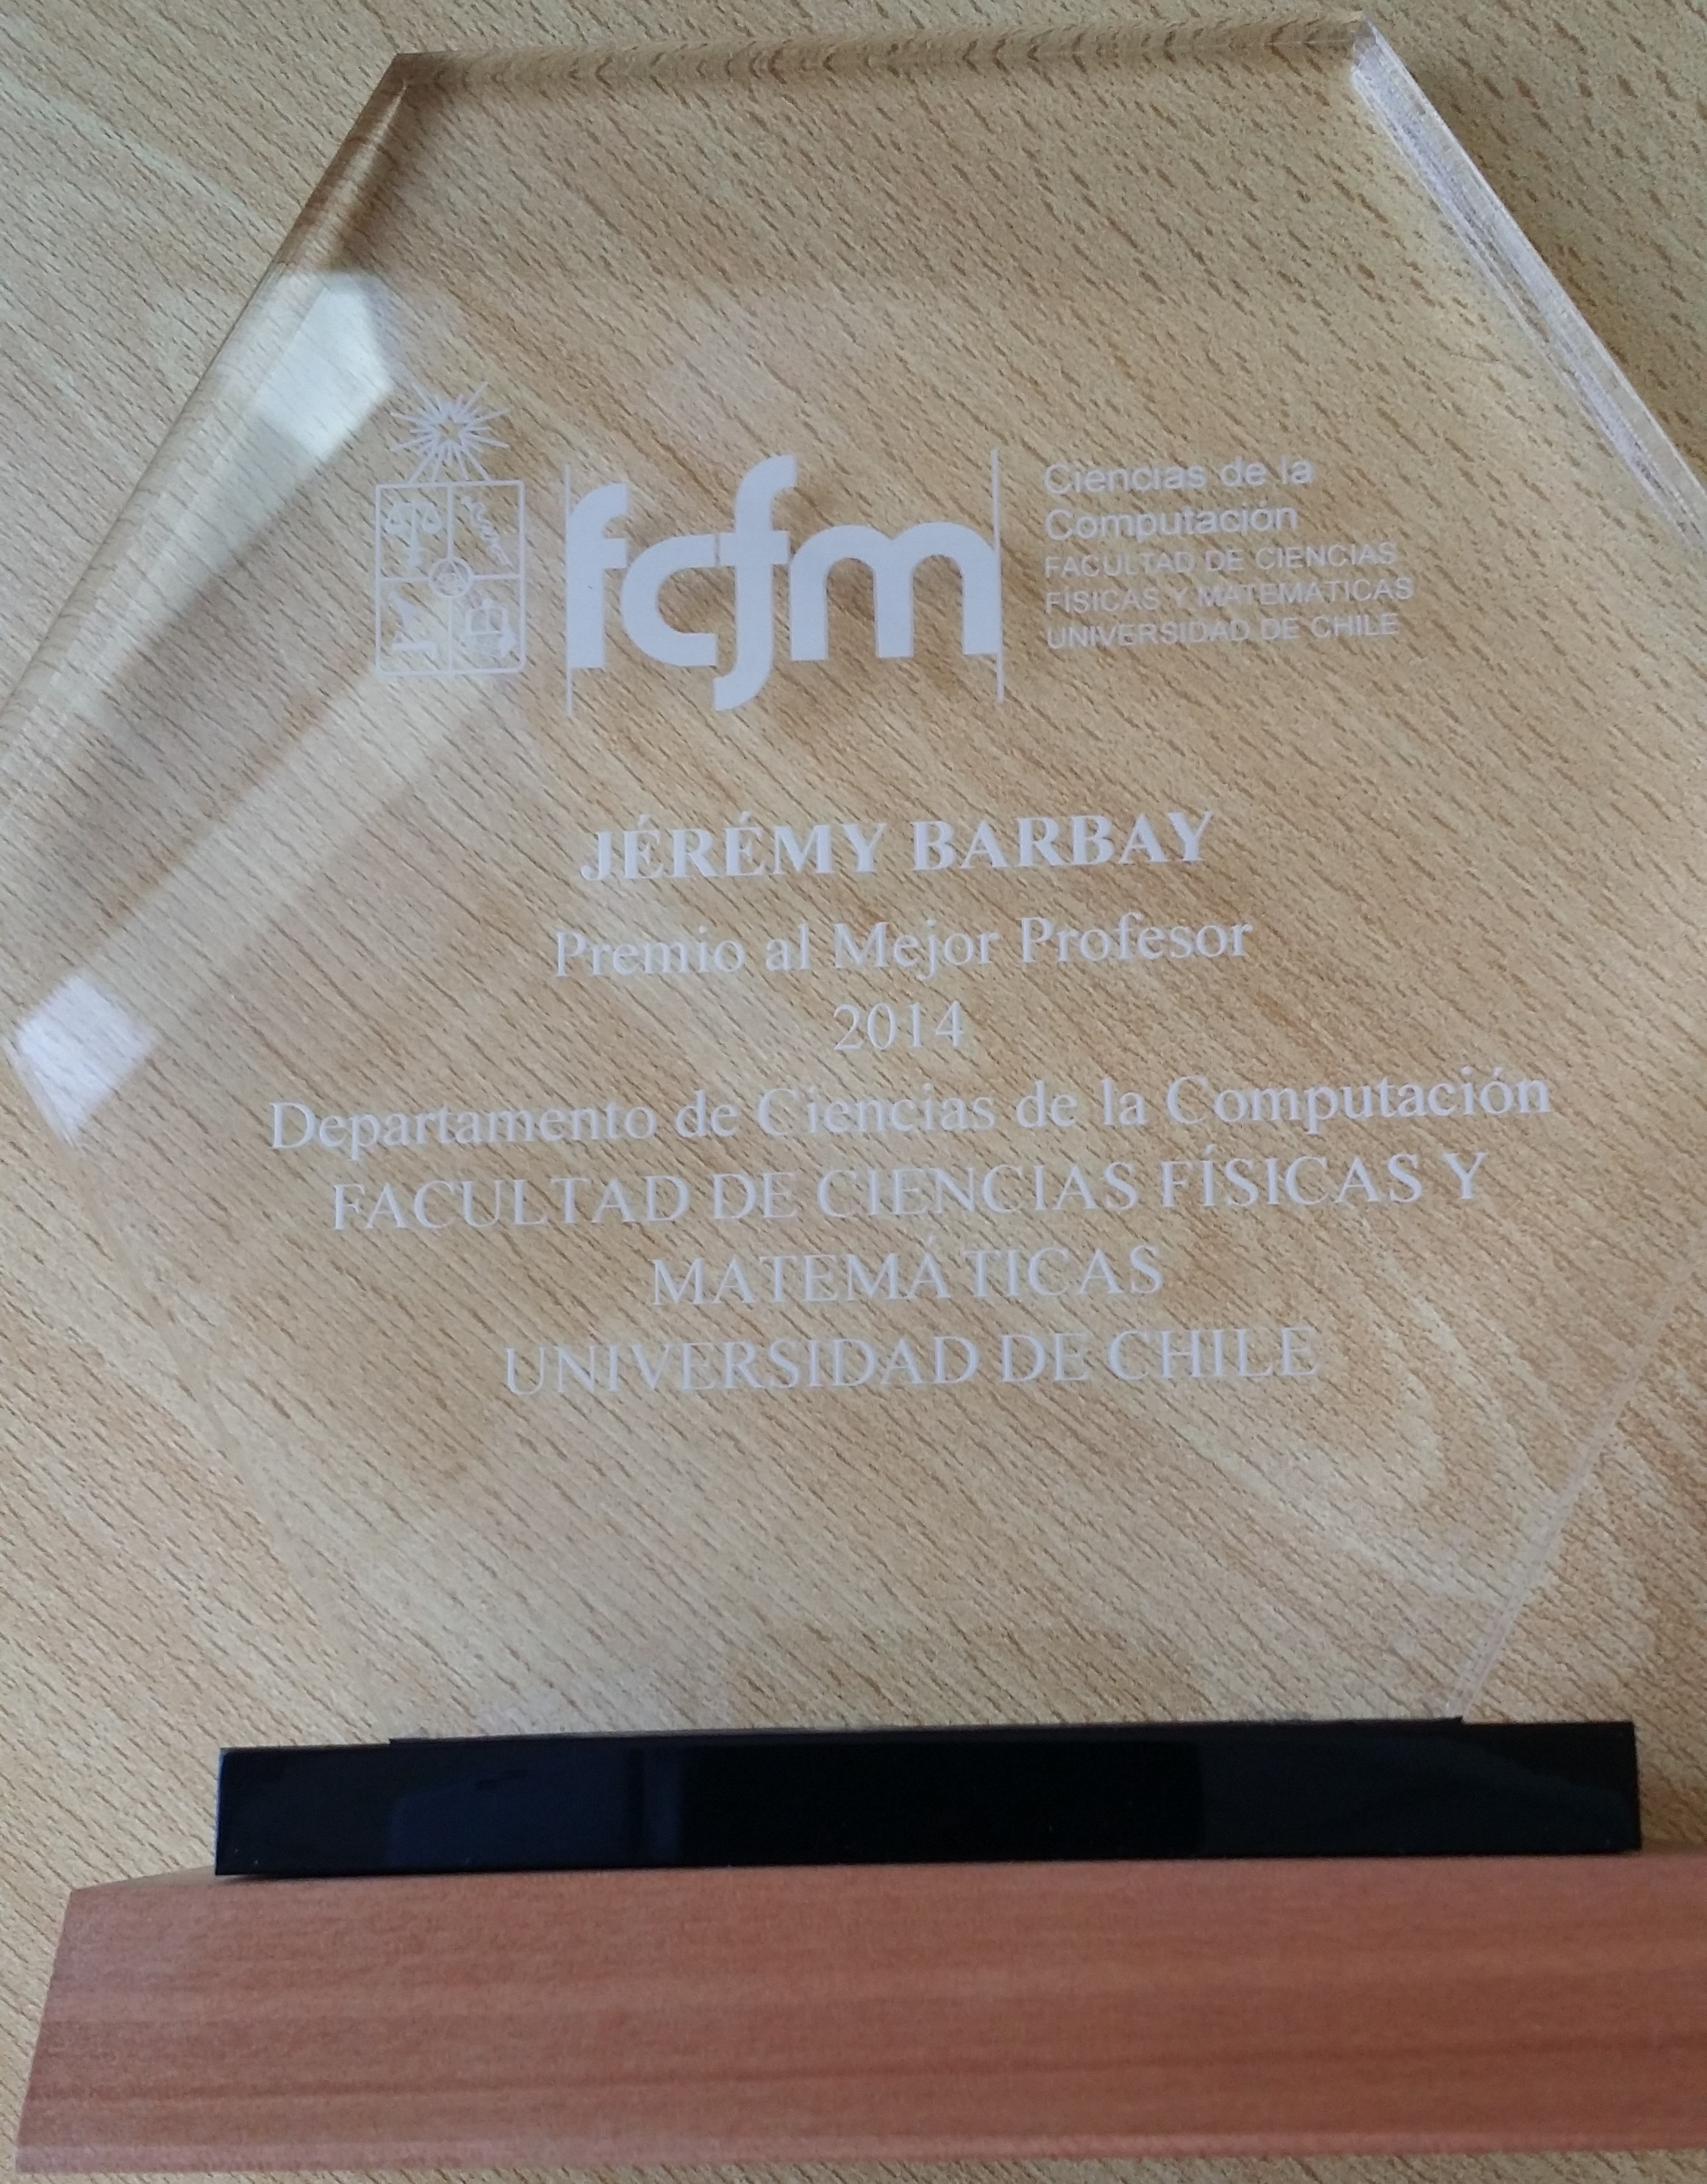 fcfm
Ciencias de la
Computación
FACULTAD DE CIENCIAS
FÍSICAS Y MATEMÁTICAS
UNIVERSIDAD DE CHILE
JÉRÉMY BARBAY
Premio al Mejor Profesor
2014
Departamento de Ciencias de la Computación
FACULTAD DE CIENCIAS FÍSICAS Y
MATEMÁTICAS
UNIVERSIDAD DE CHILE